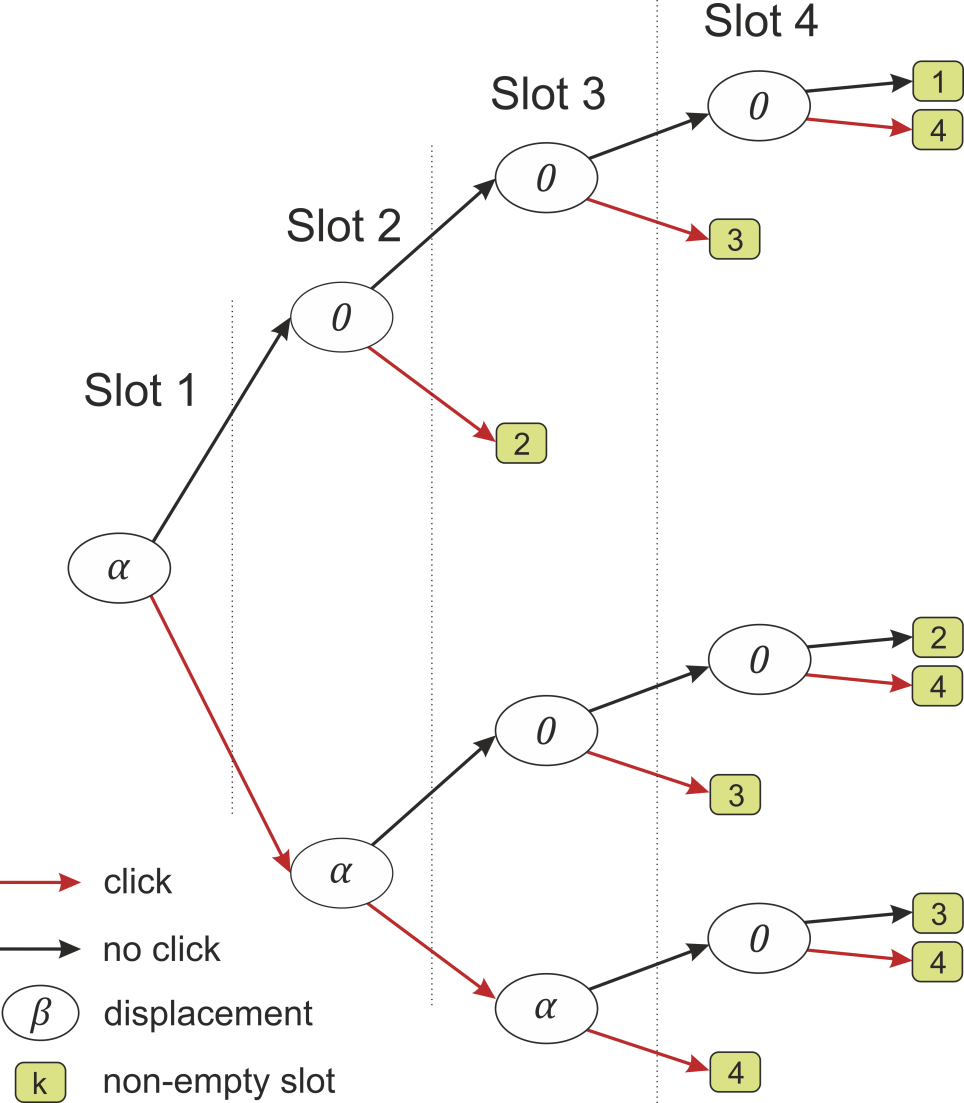 Slot 4
1
0
4
Slot 3
0
3
Slot 2
0
2
Slot 1
α
2
0
4
0
3
α
click
3
0
4
no click
α
β displacement
4
k non-empty slot